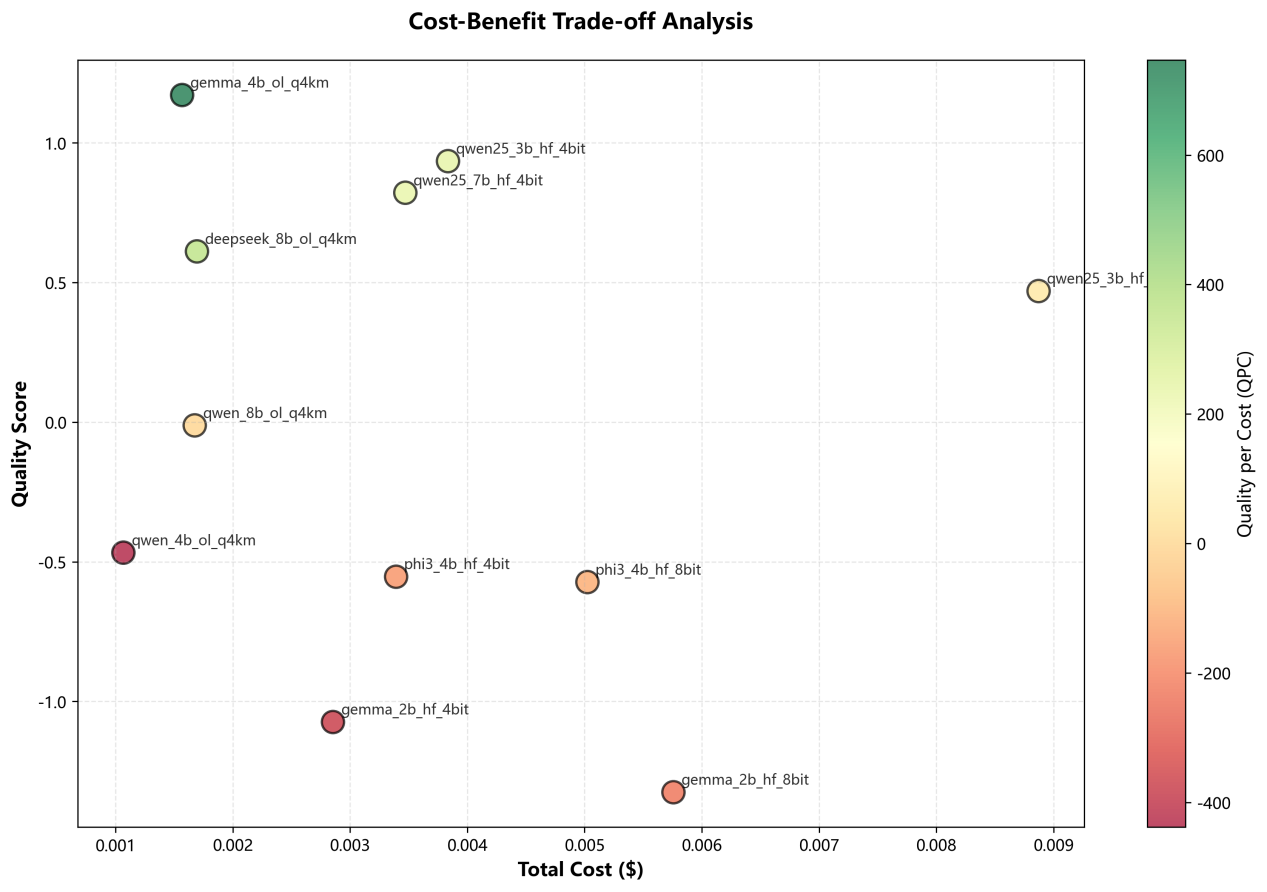 Cost-Benefit Trade-off Analysis
gemma_4b_ol_q4km
qwen25_3b_hf_4bit
qwen25_7b_hf_4bit
deepseek_8b_ol_q4km
qwen25_3b_hf_
qwen_8b_ol_q4km
qwen_4b_ol_q4km
phi3_4b_hf_4bit
phi3_4b_hf_8bit
gemma_2b_hf_4bit
gemma_2b_hf_8bit
1.0
0.5
0.0
-0.5
-1.0
Quality Score
0.001 0.002 0.003 0.004 0.005 0.006 0.007 0.008 0.009
Total Cost ($)
600
400
200
0
-200
-400
Quality per Cost (QPC)